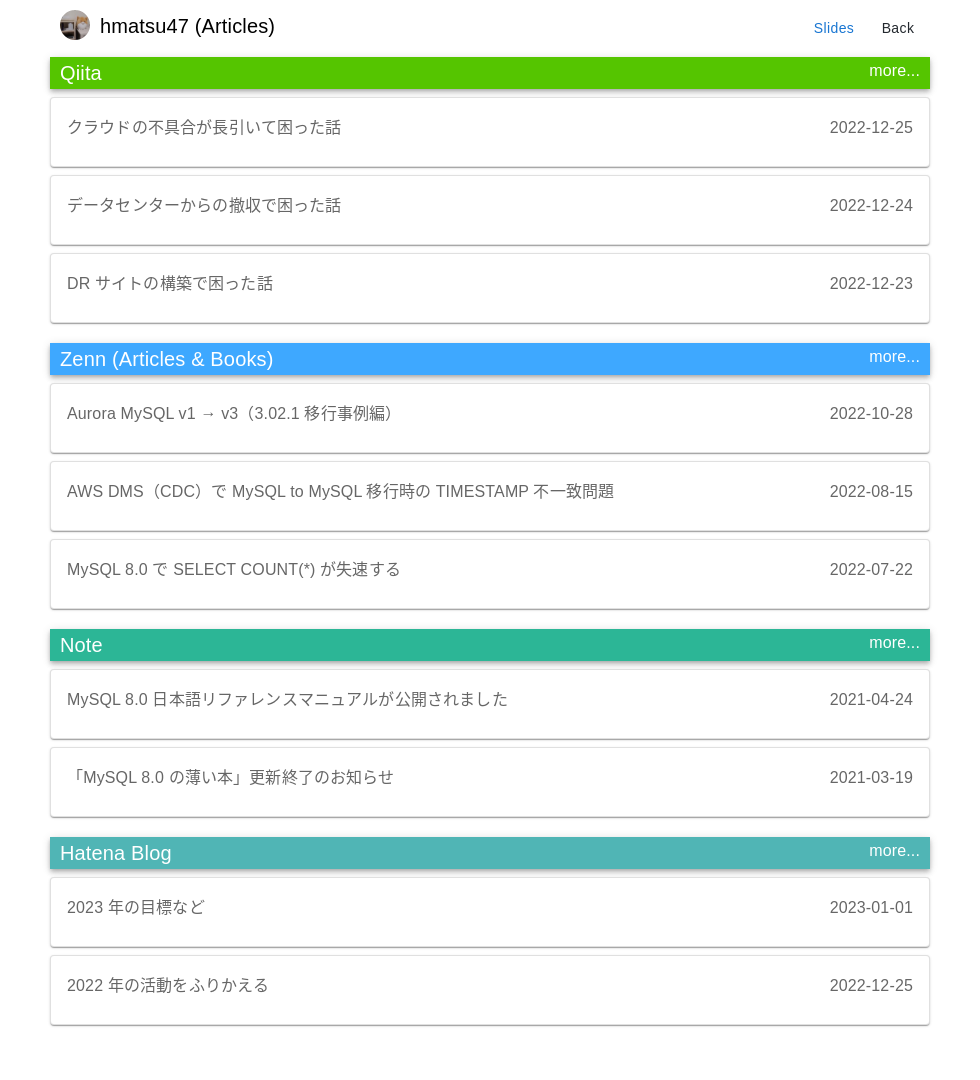 hmatsu47 (Articles)
Slides
Back
Qiita
more...
クラウドの不具合が長引いて困った話
2022-12-25
データセンターからの撤収で困った話
2022-12-24
DR サイトの構築で困った話
2022-12-23
Zenn (Articles & Books)
more...
Aurora MySQL v1 → v3（3.02.1 移行事例編）
2022-10-28
AWS DMS（CDC）で MySQL to MySQL 移行時の TIMESTAMP 不一致問題
2022-08-15
MySQL 8.0 で SELECT COUNT(*) が失速する
2022-07-22
Note
more...
MySQL 8.0 日本語リファレンスマニュアルが公開されました
2021-04-24
「MySQL 8.0 の薄い本」更新終了のお知らせ
2021-03-19
Hatena Blog
more...
2023 年の目標など
2023-01-01
2022 年の活動をふりかえる
2022-12-25